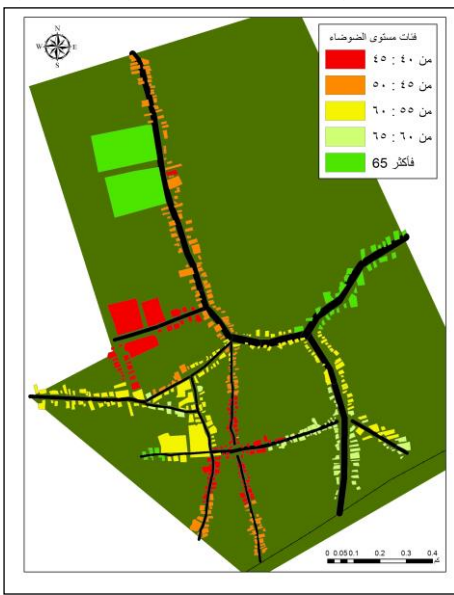 N
W E
S
فئات مستوى الضوضاء
من ٤٠ : ٤٥
من ٤٥ : ٥٠
من ٥٥ : ٦٠
من ٦٠ : ٦٥
65 فأكثر
0 0.05 0.1 0.2 0.3 0.4
كم